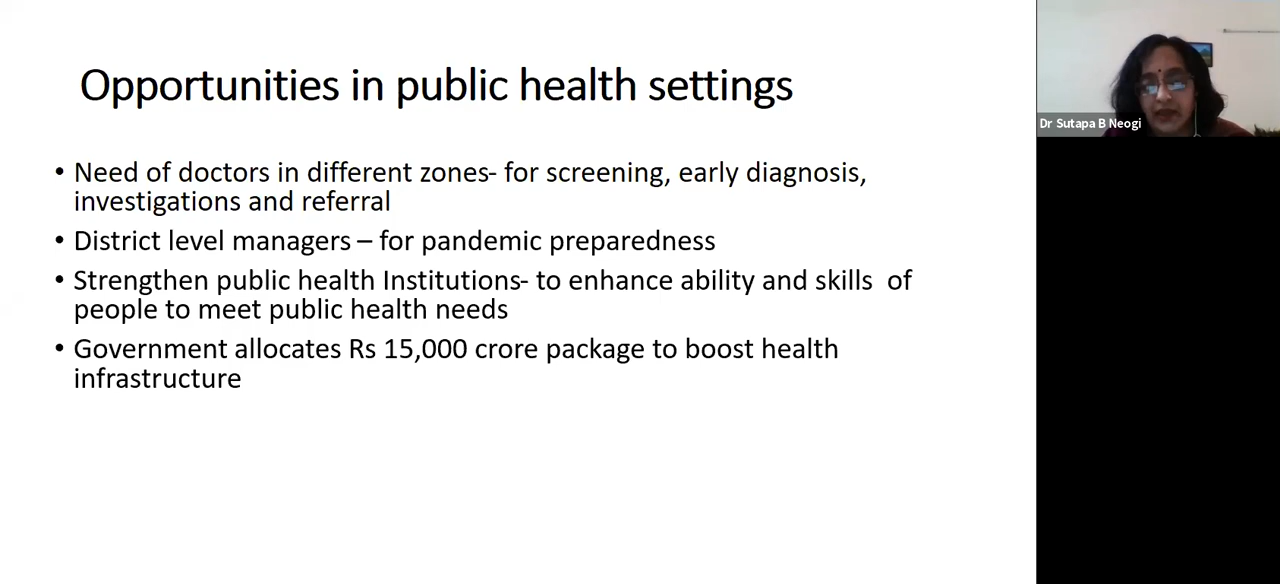 Opportunities in public health settings
• Need of doctors in different zones- for screening, early diagnosis,
investigations and referral
• District level managers – for pandemic preparedness
• Strengthen public health Institutions- to enhance ability and skills  of
people to meet public health needs
• Government allocates Rs 15,000 crore package to boost health
infrastructure
Dr Sutapa B Neogi